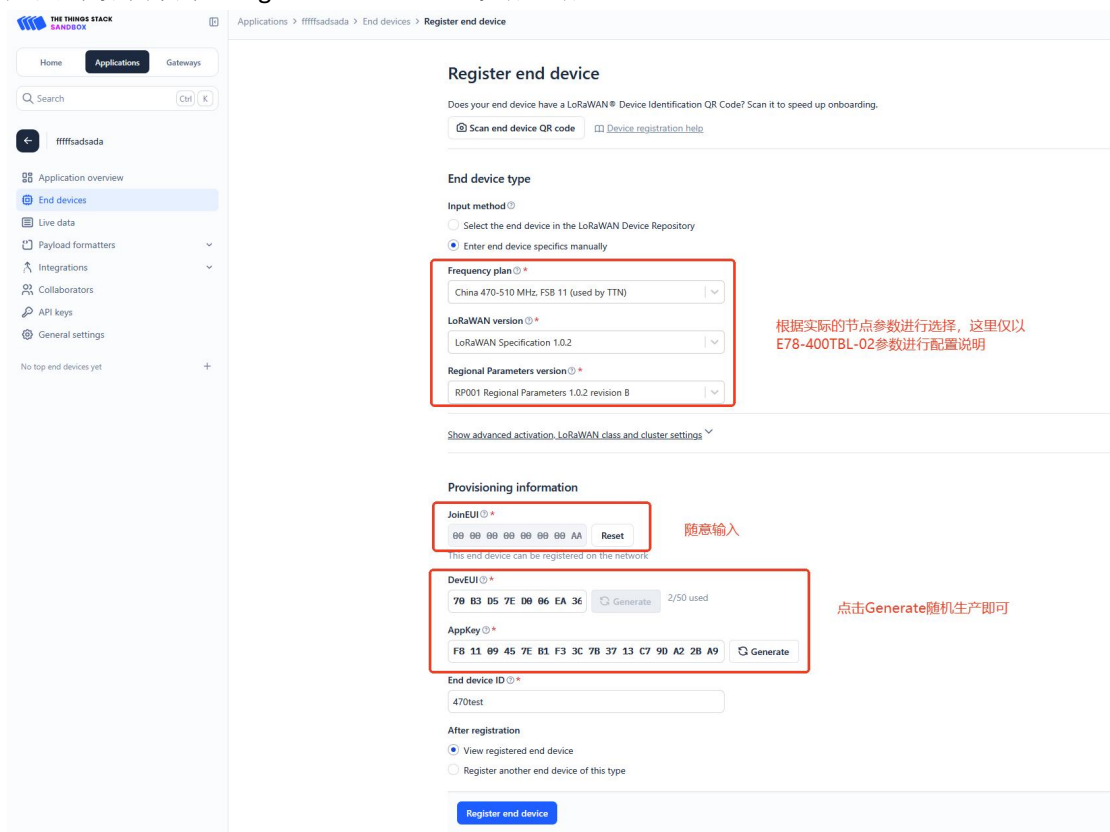 THE THINGS STACK
SANDBOX
Applications > fffffsadsada > End devices > Register end device
Home
Applications
Gateways
Search
Ctrl
K
fffffsadsada
Application overview
End devices
Live data
Payload formatters
Integrations
Collaborators
API keys
General settings
No top end devices yet
+
Register end device
Does your end device have a LoRaWAN® Device Identification QR Code? Scan it to speed up onboarding.
Scan end device QR code
Device registration help
End device type
Input method
Select the end device in the LoRaWAN Device Repository
Enter end device specifics manually
Frequency plan *
China 470-510 MHz, FSB 11 (used by TTN)
LoRaWAN version *
LoRaWAN Specification 1.0.2
Regional Parameters version *
RP001 Regional Parameters 1.0.2 revision B
根据实际的节点参数进行选择，这里仅以
E78-400TBL-02参数进行配置说明
Show advanced activation, LoRaWAN class and cluster settings
Provisioning information
JoinEUI *
00 00 00 00 00 00 00 AA
Reset
随意输入
This end device can be registered on the network
DevEUI *
70 B3 D5 7E D0 06 EA 36
Generate
2/50 used
点击Generate随机生产即可
AppKey *
F8 11 09 45 7E B1 F3 3C 7B 37 13 C7 9D A2 2B A9
Generate
End device ID *
470test
After registration
View registered end device
Register another end device of this type
Register end device